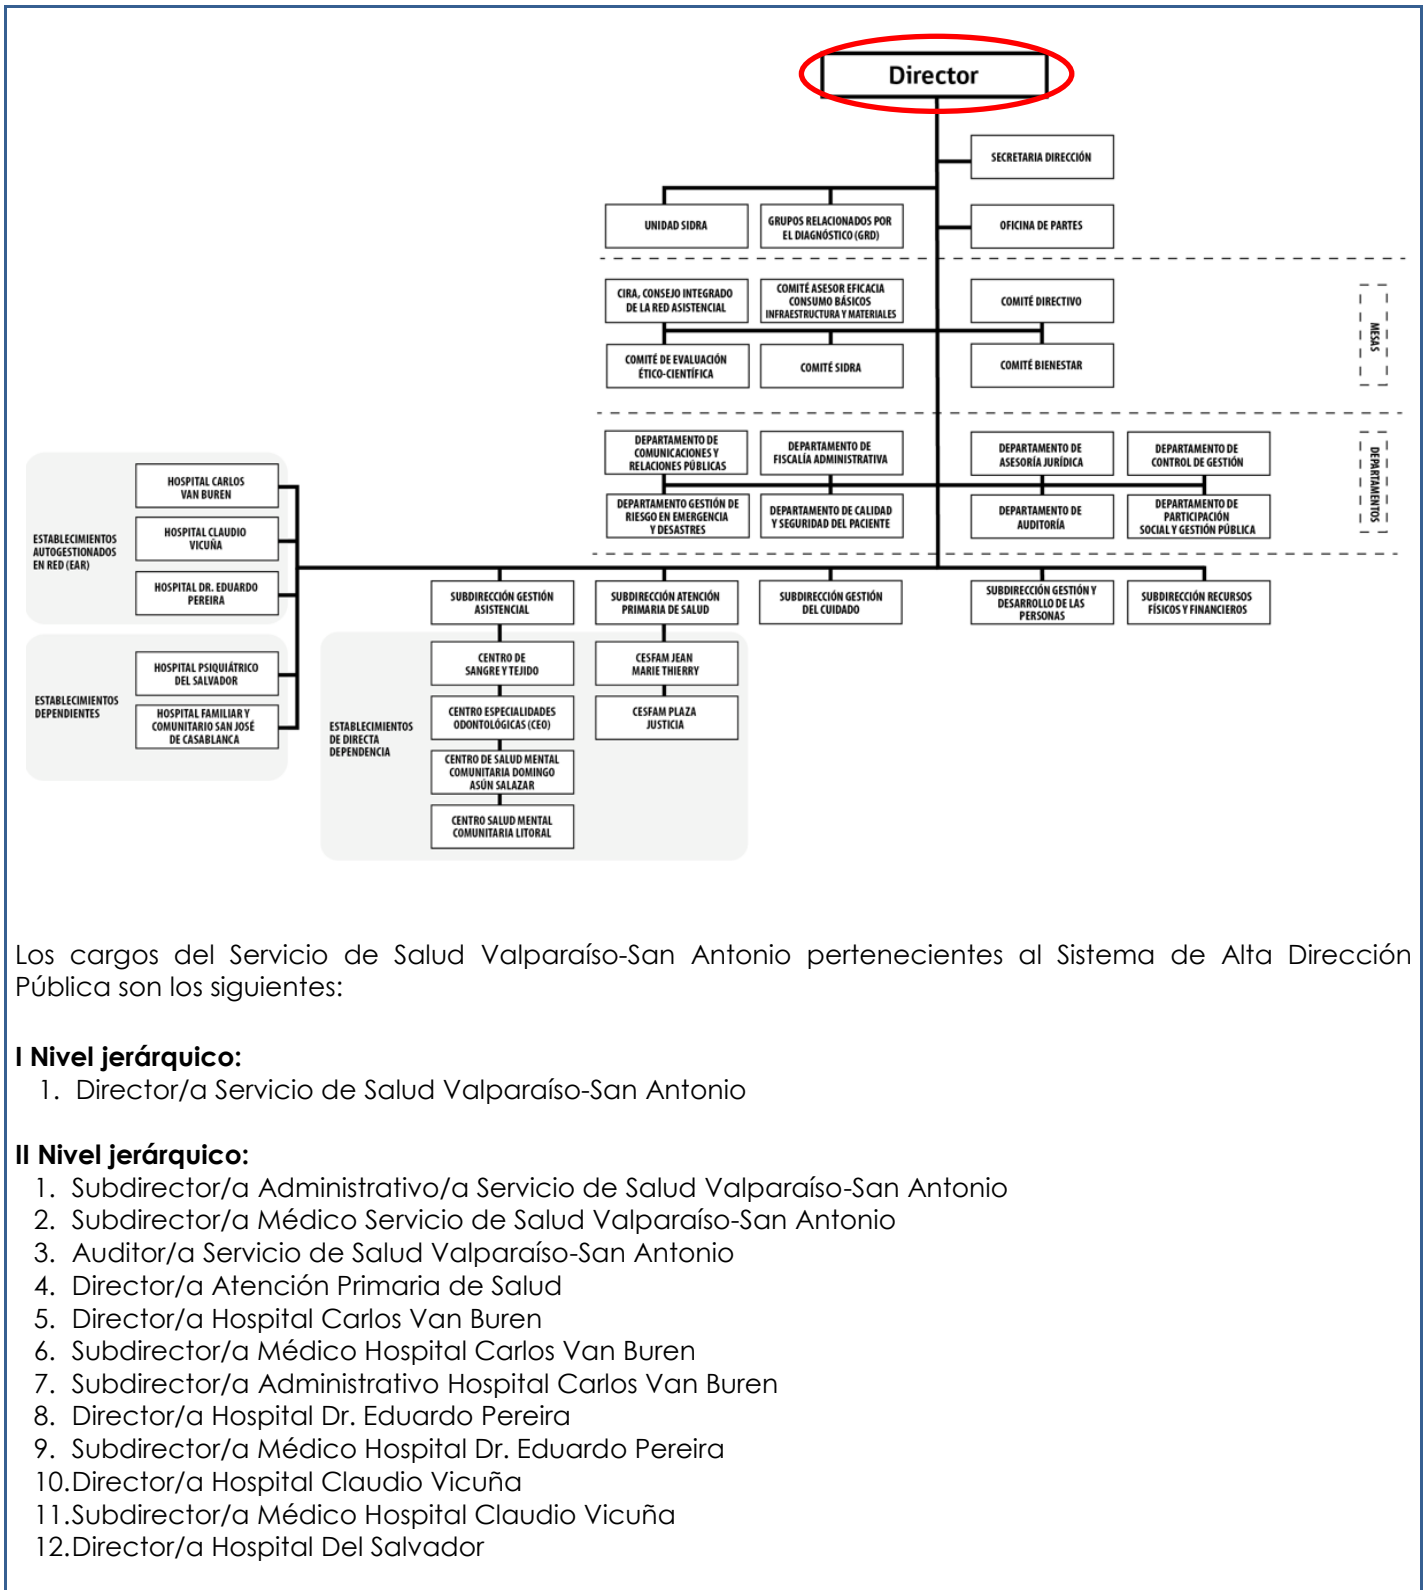 Director
SECRETARIA DIRECCIÓN
UNIDAD SIDRA
GRUPOS RELACIONADOS POR
EL DIAGNÓSTICO (GRD)
OFICINA DE PARTES
CIRA, CONSEJO INTEGRADO
DE LA RED ASISTENCIAL
COMITÉ ASESOR EFICACIA
CONSUMO BÁSICOS
INFRAESTRUCTURA Y MATERIALES
COMITÉ DIRECTIVO
MESAS
COMITÉ DE EVALUACIÓN
ÉTICO-CIENTÍFICA
COMITÉ SIDRA
COMITÉ BIENESTAR
DEPARTAMENTO DE
COMUNICACIONES Y
RELACIONES PÚBLICAS
DEPARTAMENTO DE
FISCALÍA ADMINISTRATIVA
DEPARTAMENTO DE
ASESORÍA JURÍDICA
DEPARTAMENTO DE
CONTROL DE GESTIÓN
DEPARTAMENTOS
DEPARTAMENTO GESTIÓN DE
RIESGO EN EMERGENCIA
Y DESASTRES
DEPARTAMENTO DE CALIDAD
Y SEGURIDAD DEL PACIENTE
DEPARTAMENTO DE
AUDITORÍA
DEPARTAMENTO DE
PARTICIPACIÓN
SOCIAL Y GESTIÓN PÚBLICA
ESTABLECIMIENTOS
AUTOGESTIONADOS
EN RED (EAR)
HOSPITAL CARLOS
VAN BUREN
HOSPITAL CLAUDIO
VICUÑA
HOSPITAL DR. EDUARDO
PEREIRA
SUBDIRECCIÓN GESTIÓN
ASISTENCIAL
SUBDIRECCIÓN ATENCIÓN
PRIMARIA DE SALUD
SUBDIRECCIÓN GESTIÓN
DEL CUIDADO
SUBDIRECCIÓN GESTIÓN Y
DESARROLLO DE LAS
PERSONAS
SUBDIRECCIÓN RECURSOS
FÍSICOS Y FINANCIEROS
ESTABLECIMIENTOS
DEPENDIENTES
HOSPITAL PSIQUIÁTRICO
DEL SALVADOR
HOSPITAL FAMILIAR Y
COMUNITARIO SAN JOSÉ
DE CASABLANCA
ESTABLECIMIENTOS
DE DIRECTA
DEPENDENCIA
CENTRO DE
SANGRE Y TEJIDO
CENTRO ESPECIALIDADES
ODONTOLÓGICAS (CEO)
CENTRO DE SALUD MENTAL
COMUNITARIA DOMINGO
ASÚN SALAZAR
CENTRO SALUD MENTAL
COMUNITARIA LITORAL
CESFAM JEAN
MARIE THIERRY
CESFAM PLAZA
JUSTICIA
Los cargos del Servicio de Salud Valparaíso-San Antonio pertenecientes al Sistema de Alta Dirección
Pública son los siguientes:
I Nivel jerárquico:
1. Director/a Servicio de Salud Valparaíso-San Antonio
II Nivel jerárquico:
1. Subdirector/a Administrativo/a Servicio de Salud Valparaíso-San Antonio
2. Subdirector/a Médico Servicio de Salud Valparaíso-San Antonio
3. Auditor/a Servicio de Salud Valparaíso-San Antonio
4. Director/a Atención Primaria de Salud
5. Director/a Hospital Carlos Van Buren
6. Subdirector/a Médico Hospital Carlos Van Buren
7. Subdirector/a Administrativo Hospital Carlos Van Buren
8. Director/a Hospital Dr. Eduardo Pereira
9. Subdirector/a Médico Hospital Dr. Eduardo Pereira
10.Director/a Hospital Claudio Vicuña
11.Subdirector/a Médico Hospital Claudio Vicuña
12.Director/a Hospital Del Salvador